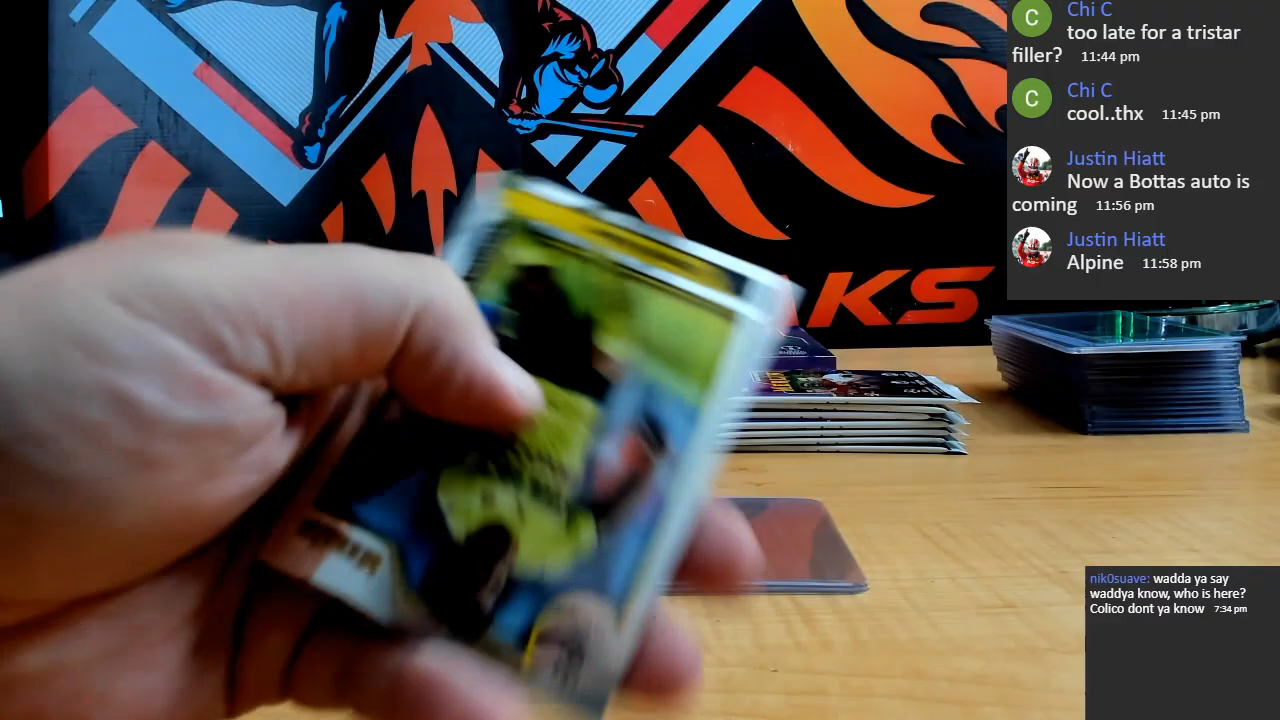 C
Chi C
too late for a tristar
filler? 11:44 pm
C
Chi C
cool..thx 11:45 pm
Justin Hiatt
Now a Bottas auto is
coming 11:56 pm
Justin Hiatt
Alpine 11:58 pm
AKS
nik0suave: wadda ya say
waddya know, who is here?
Colico dont ya know 7:34 pm